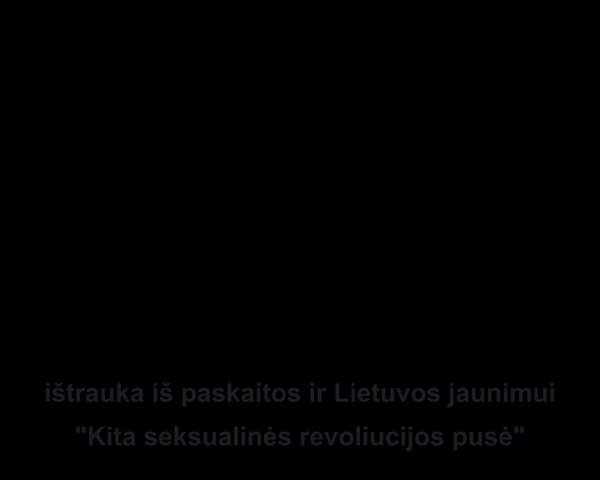 ištrauka iš paskaitos ir Lietuvos jaunimui
"Kita seksualinės revoliucijos pusė"